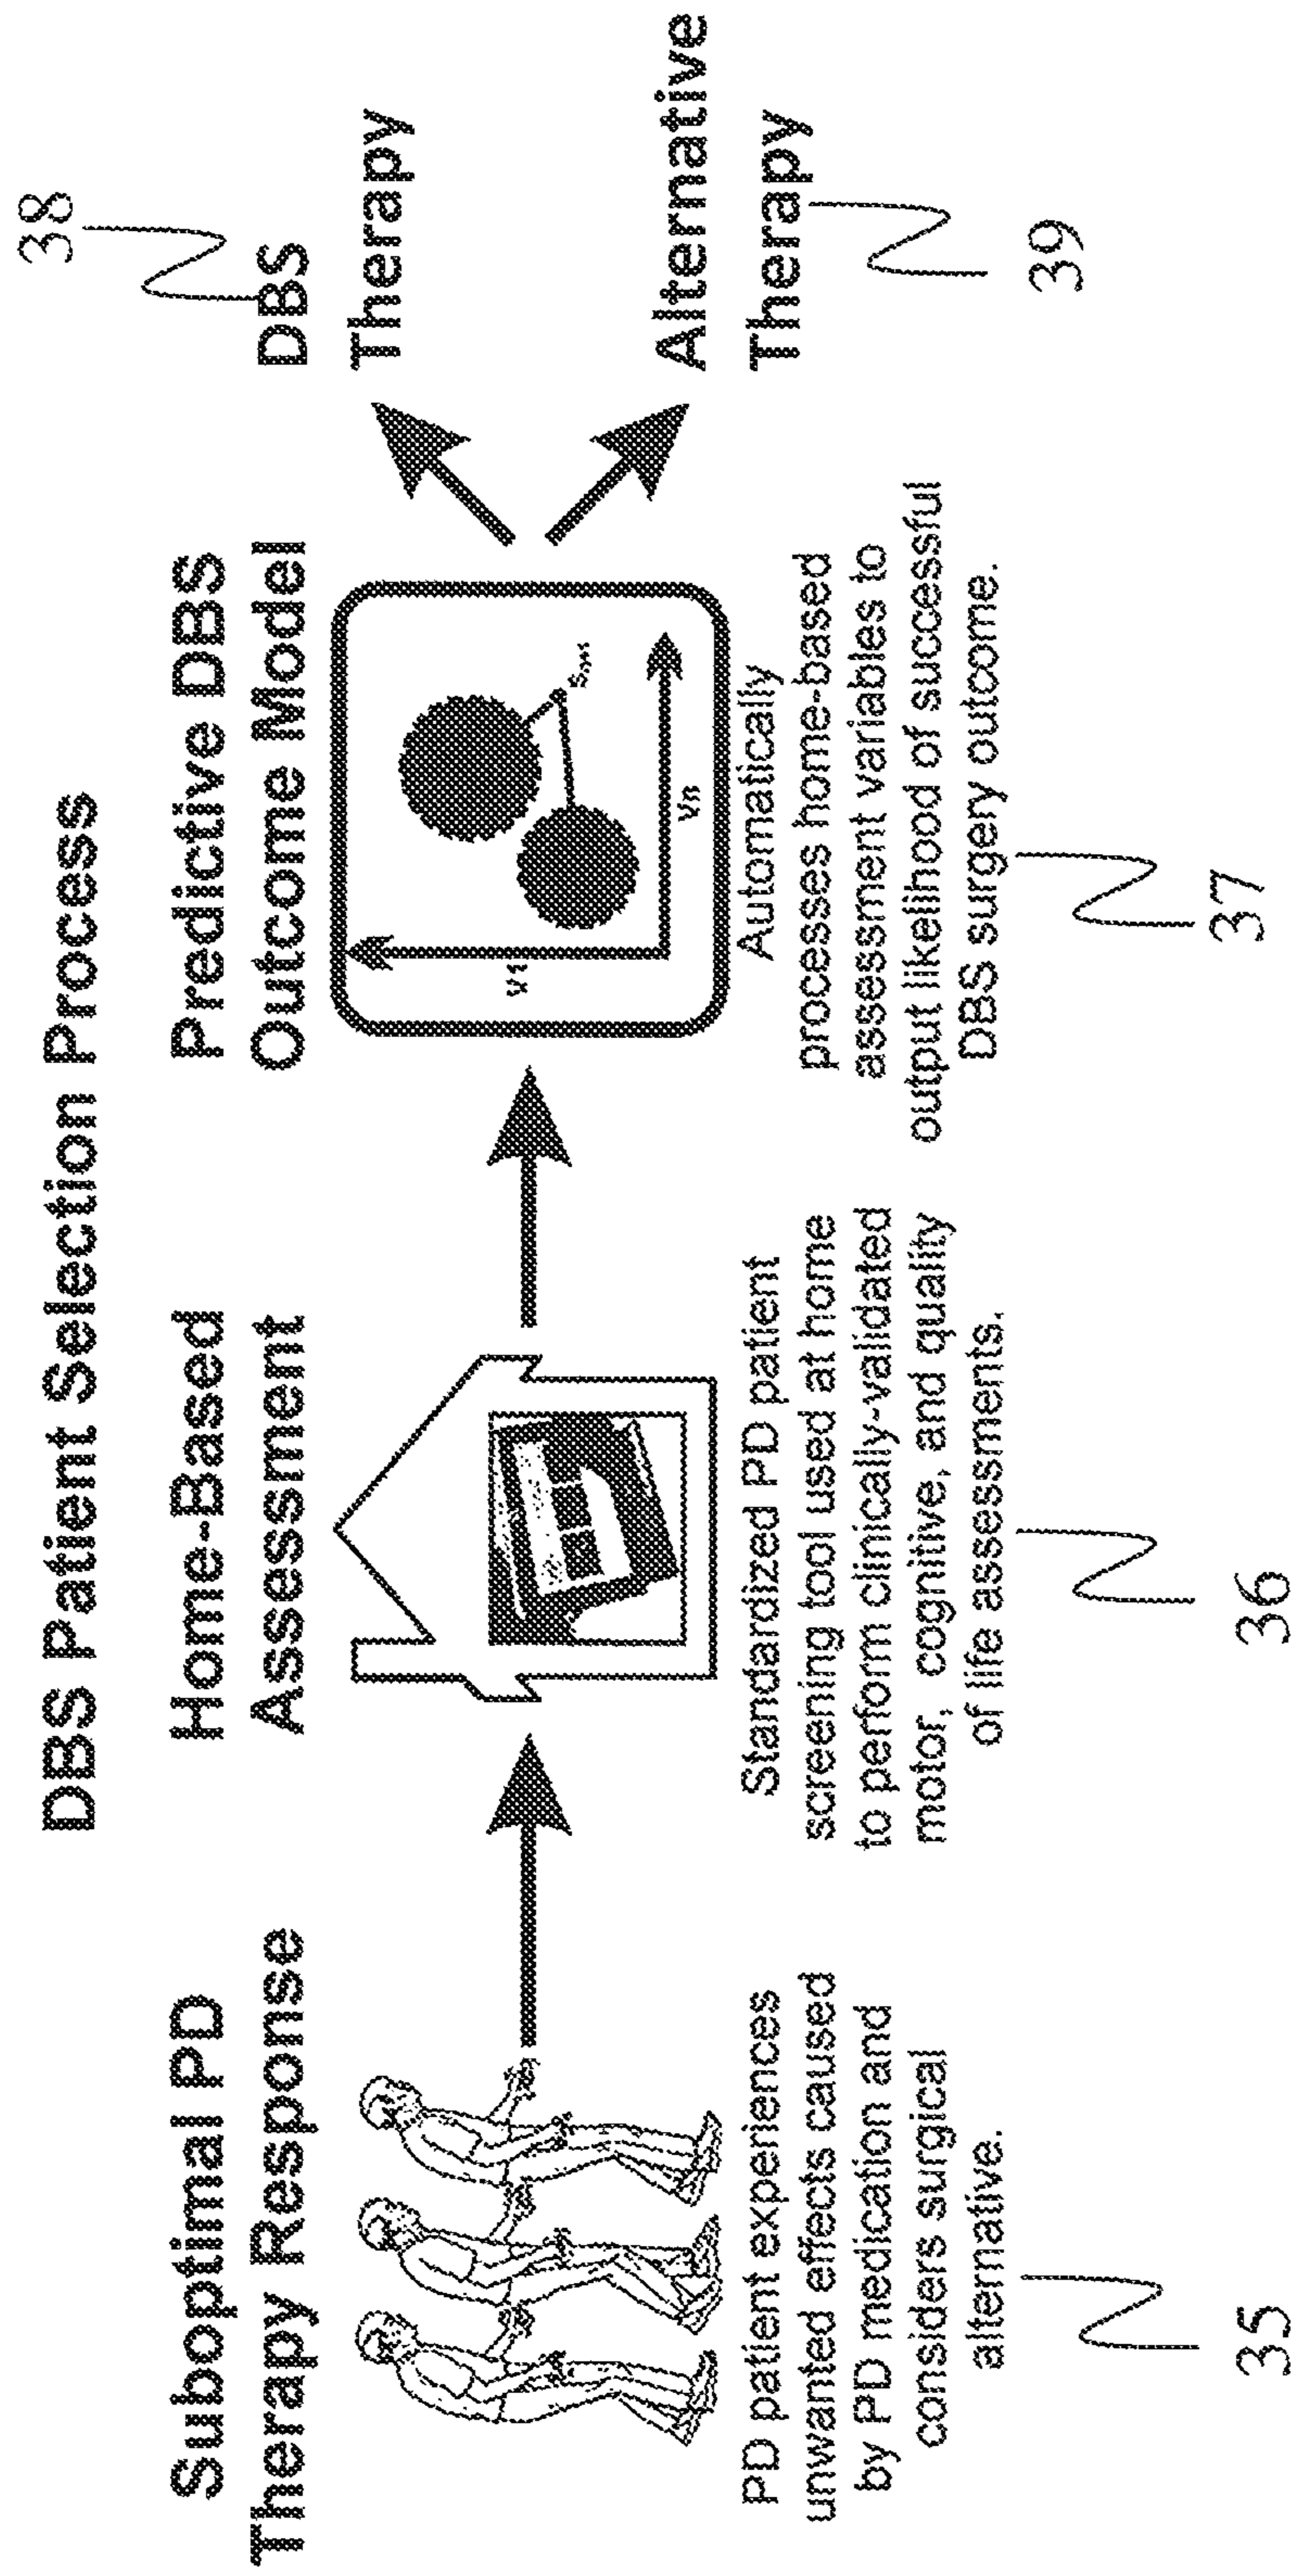 DBS Patient Selection Process
Suboptimal PD
Therapy Response
PD patient experiences
unwanted effects caused
by PD medication and
considers surgical
alternative.
35
Home-Based
Assessment
Standardized PD patient
screening tool used at home
to perform clinically-validated
motor, cognitive, and quality
of life assessments.
36
Predictive DBS
Outcome Model
V1
Vn
Automatically
processes home-based
assessment variables to
output likelihood of successful
DBS surgery outcome.
37
38
DBS
Therapy
Alternative
Therapy
39